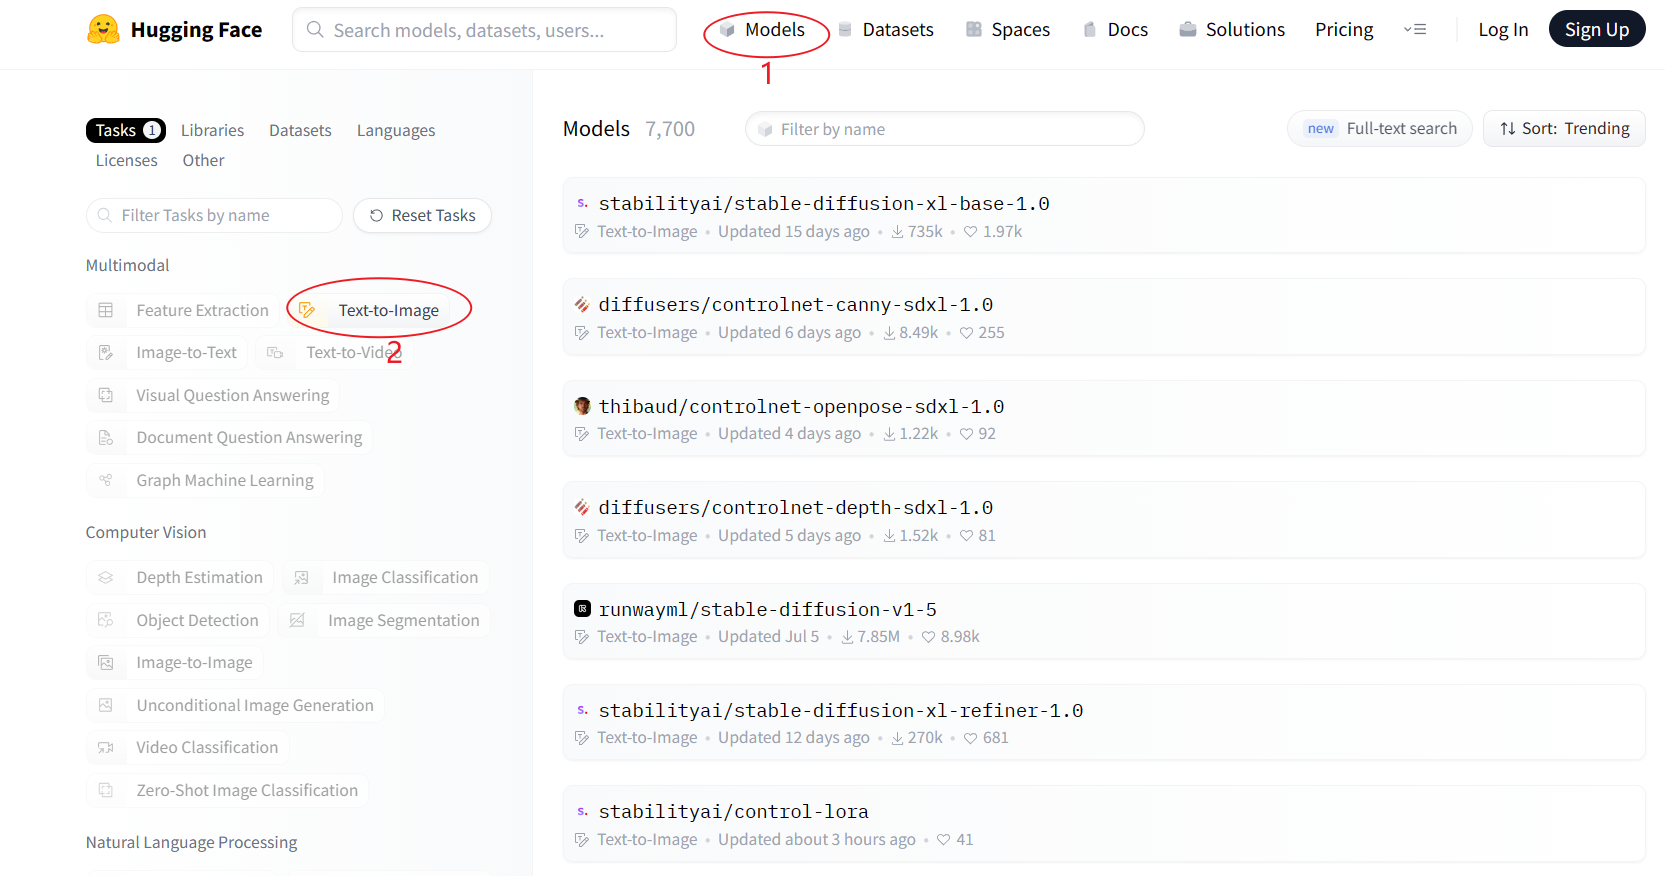 Hugging Face Search models, datasets, users... Models Datasets Spaces Docs Solutions Pricing Log In Sign Up
1
Tasks 1 Libraries Datasets Languages
Licenses Other
Filter Tasks by name Reset Tasks
Multimodal
Feature Extraction Text-to-Image
2
Image-to-Text Text-to-Video
Visual Question Answering
Document Question Answering
Graph Machine Learning
Computer Vision
Depth Estimation Image Classification
Object Detection Image Segmentation
Image-to-Image
Unconditional Image Generation
Video Classification
Zero-Shot Image Classification
Natural Language Processing
Models 7,700 Filter by name new Full-text search Sort: Trending
stabilityai/stable-diffusion-xl-base-1.0
Text-to-Image • Updated 15 days ago • 735k • 1.97k
diffusers/controlnet-canny-sdxl-1.0
Text-to-Image • Updated 6 days ago • 8.49k • 255
thibaud/controlnet-openpose-sdxl-1.0
Text-to-Image • Updated 4 days ago • 1.22k • 92
diffusers/controlnet-depth-sdxl-1.0
Text-to-Image • Updated 5 days ago • 1.52k • 81
runwayml/stable-diffusion-v1-5
Text-to-Image • Updated Jul 5 • 7.85M • 8.98k
stabilityai/stable-diffusion-xl-refiner-1.0
Text-to-Image • Updated 12 days ago • 270k • 681
stabilityai/control-lora
Text-to-Image • Updated about 3 hours ago • 41